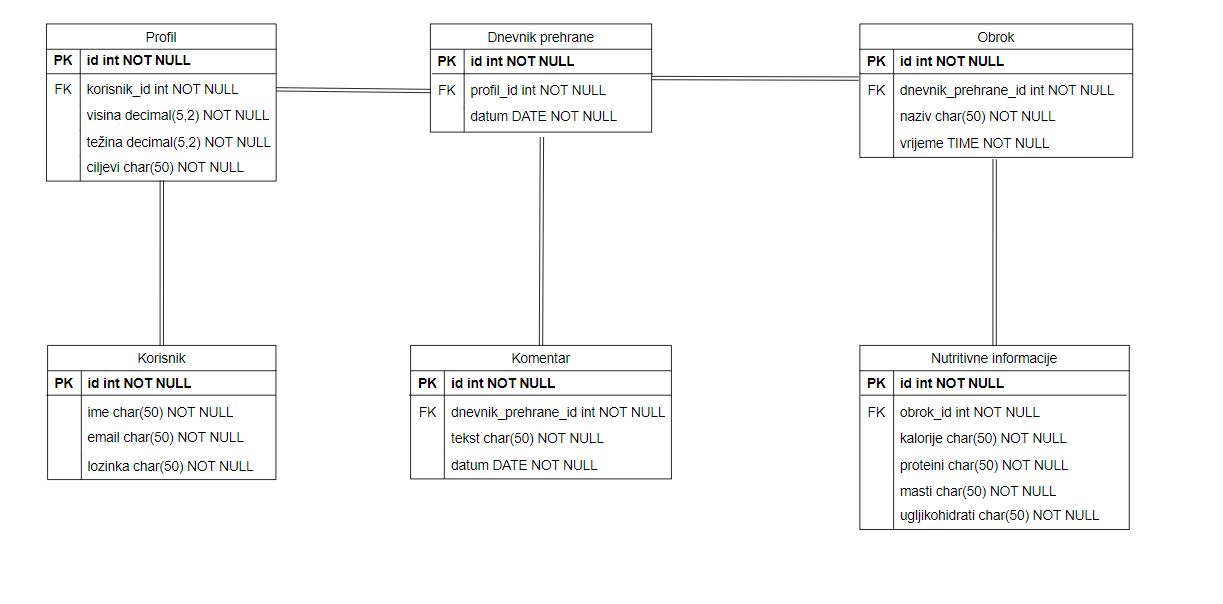 Profil
PK id int NOT NULL
FK korisnik_id int NOT NULL
visina decimal(5,2) NOT NULL
težina decimal(5,2) NOT NULL
ciljevi char(50) NOT NULL
Dnevnik prehrane
PK id int NOT NULL
FK profil_id int NOT NULL
datum DATE NOT NULL
Obrok
PK id int NOT NULL
FK dnevnik_prehrane_id int NOT NULL
naziv char(50) NOT NULL
vrijeme TIME NOT NULL
Korisnik
PK id int NOT NULL
ime char(50) NOT NULL
email char(50) NOT NULL
lozinka char(50) NOT NULL
Komentar
PK id int NOT NULL
FK dnevnik_prehrane_id int NOT NULL
tekst char(50) NOT NULL
datum DATE NOT NULL
Nutritivne informacije
PK id int NOT NULL
FK obrok_id int NOT NULL
kalorije char(50) NOT NULL
proteini char(50) NOT NULL
masti char(50) NOT NULL
ugljikohidrati char(50) NOT NULL